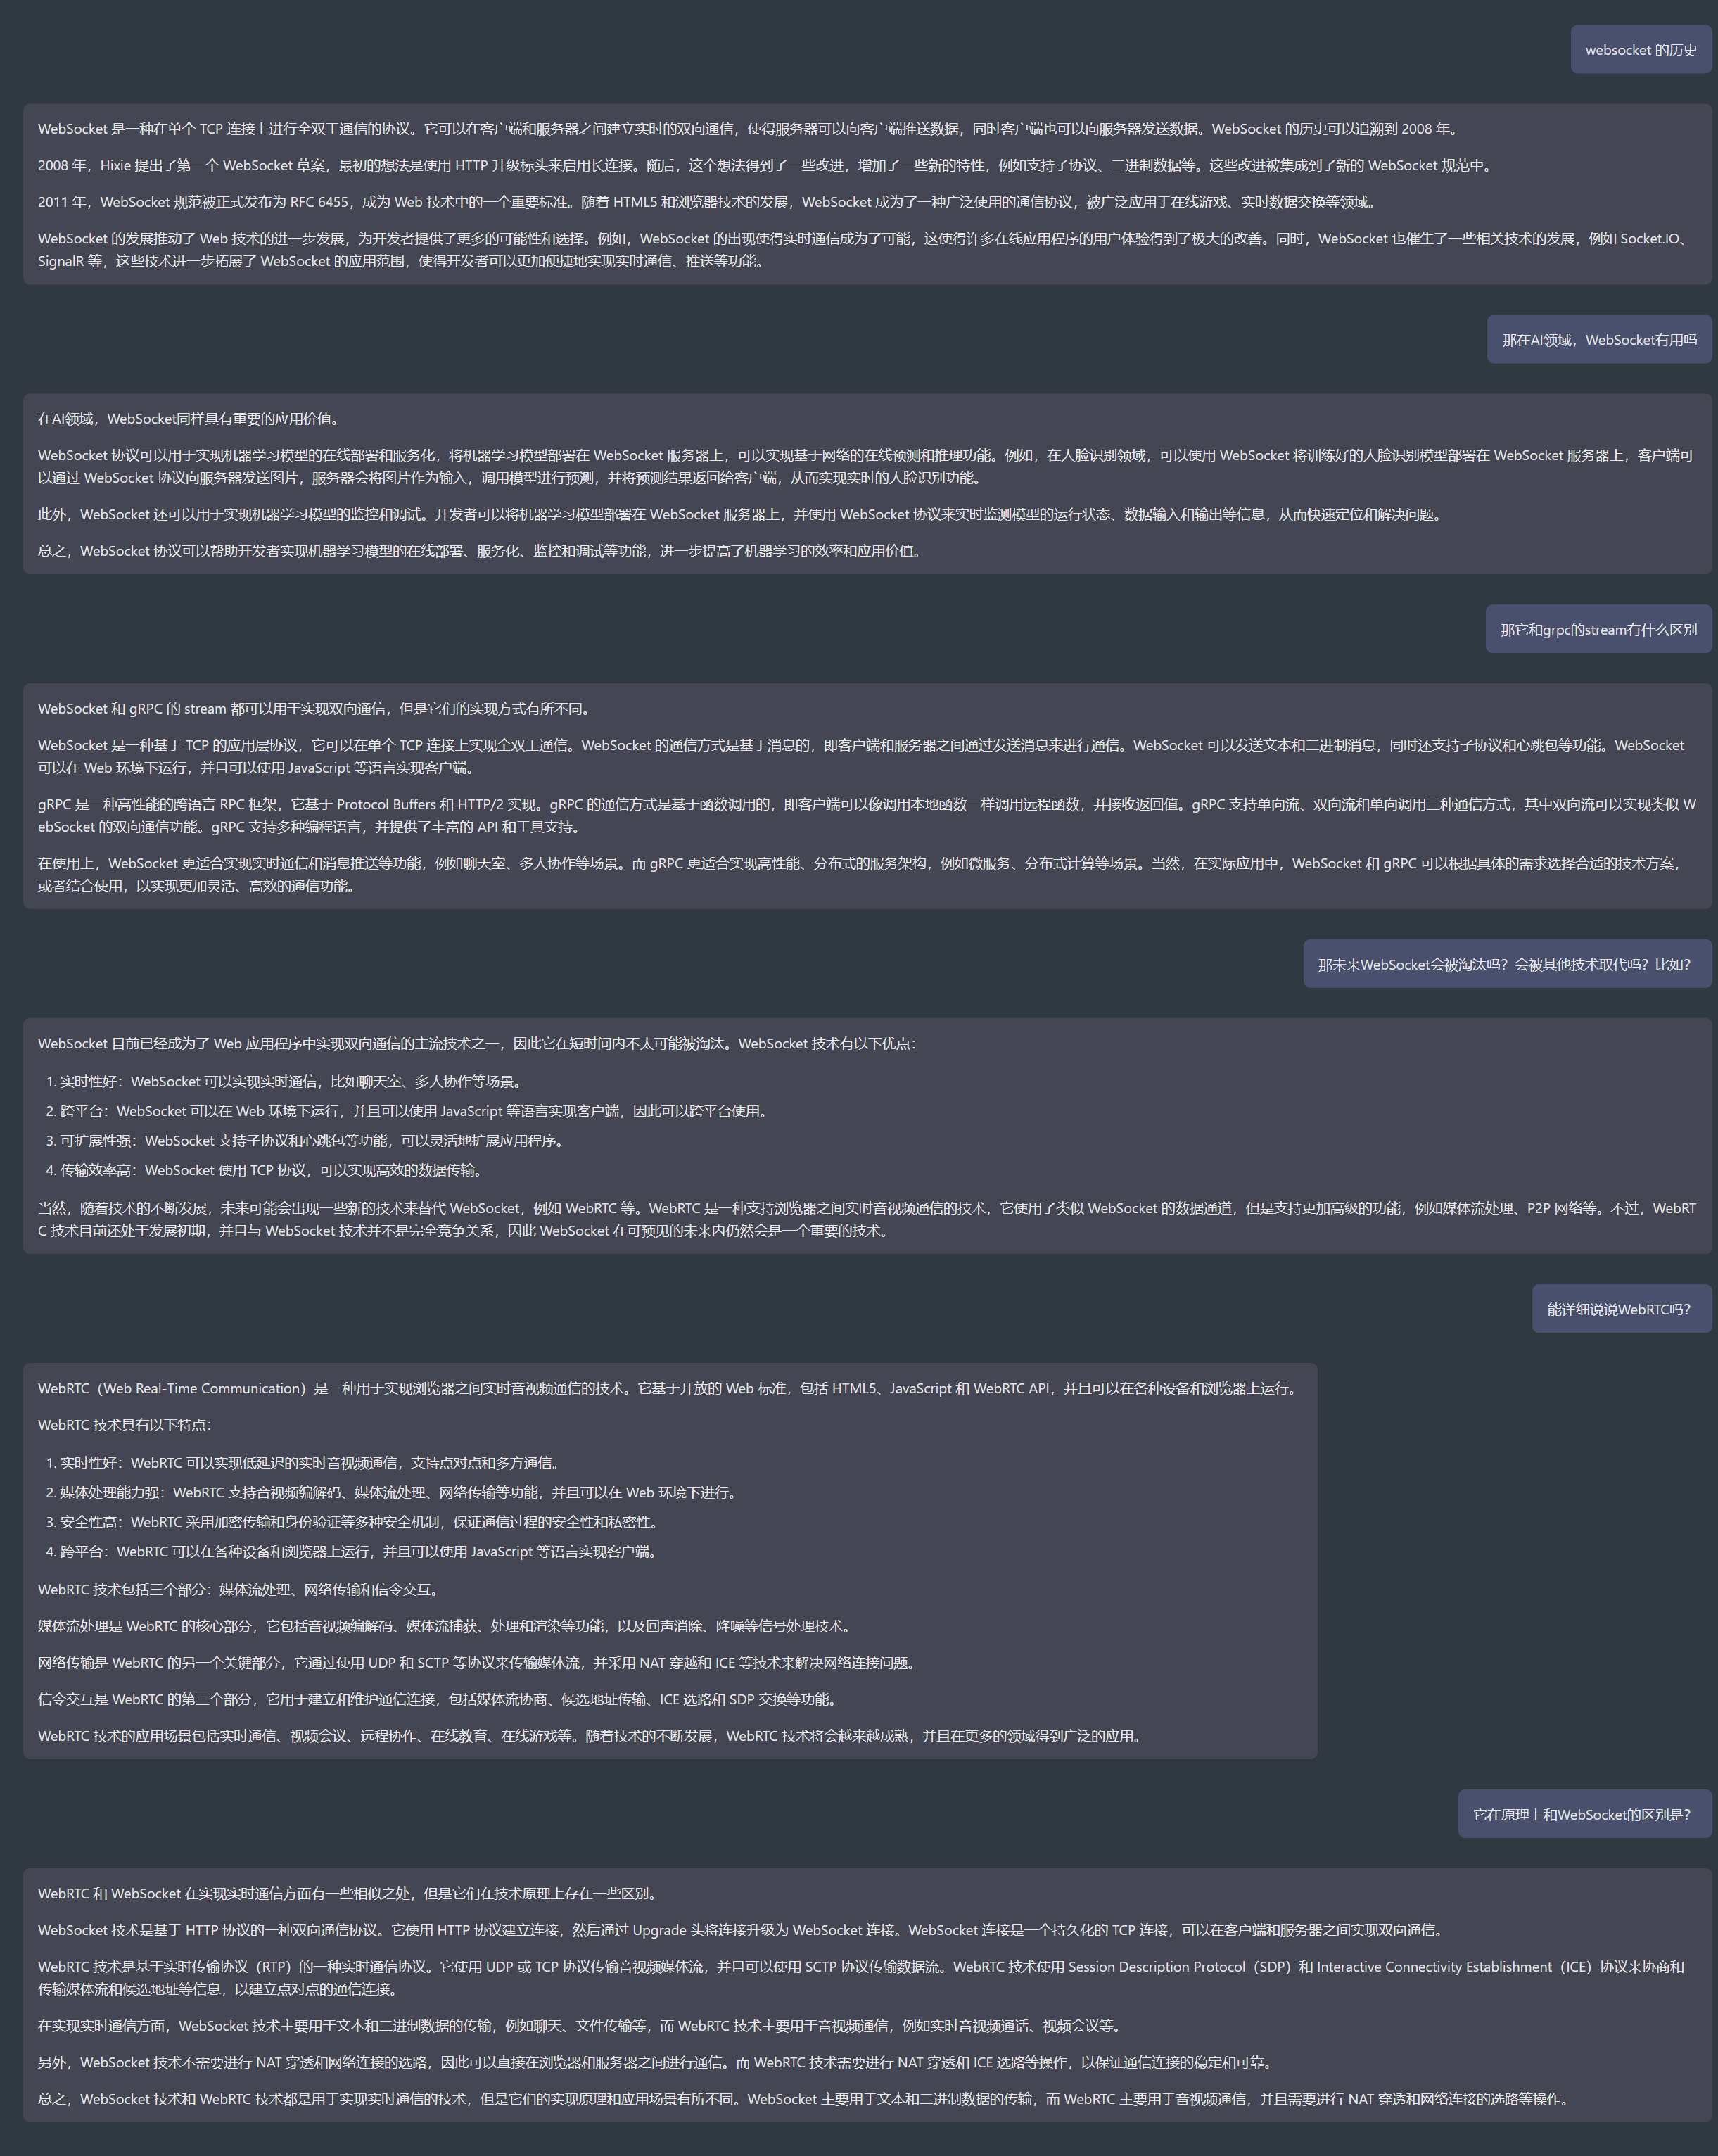 websocket 的历史
WebSocket 是一种在单个 TCP 连接上进行全双工通信的协议。它可以在客户端和服务器之间建立实时的双向通信，使得服务器可以向客户端推送数据，同时客户端也可以向服务器发送数据。WebSocket 的历史可以追溯到 2008 年。
2008 年，Hixie 提出了第一个 WebSocket 草案，最初的想法是使用 HTTP 升级标头来启用长连接。随后，这个想法得到了一些改进，增加了一些新的特性，例如支持子协议、二进制数据等。这些改进被集成到了新的 WebSocket 规范中。
2011 年，WebSocket 规范被正式发布为 RFC 6455，成为 Web 技术中的一个重要标准。随着 HTML5 和浏览器技术的发展，WebSocket 成为了一种广泛使用的通信协议，被广泛应用于在线游戏、实时数据交换等领域。
WebSocket 的发展推动了 Web 技术的进一步发展，为开发者提供了更多的可能性和选择。例如，WebSocket 的出现使得实时通信成为了可能，这使得许多在线应用程序的用户体验得到了极大的改善。同时，WebSocket 也催生了一些相关技术的发展，例如 Socket.IO、
SignalR 等，这些技术进一步拓展了 WebSocket 的应用范围，使得开发者可以更加便捷地实现实时通信、推送等功能。
那在AI领域，WebSocket有用吗
在AI领域，WebSocket同样具有重要的应用价值。
WebSocket 协议可以用于实现机器学习模型的在线部署和服务化，将机器学习模型部署在 WebSocket 服务器上，可以实现基于网络的在线预测和推理功能。例如，在人脸识别领域，可以使用 WebSocket 将训练好的人脸识别模型部署在 WebSocket 服务器上，客户端可
以通过 WebSocket 协议向服务器发送图片，服务器会将图片作为输入，调用模型进行预测，并将预测结果返回给客户端，从而实现实时的人脸识别功能。
此外，WebSocket 还可以用于实现机器学习模型的监控和调试。开发者可以将机器学习模型部署在 WebSocket 服务器上，并使用 WebSocket 协议来实时监测模型的运行状态、数据输入和输出等信息，从而快速定位和解决问题。
总之，WebSocket 协议可以帮助开发者实现机器学习模型的在线部署、服务化、监控和调试等功能，进一步提高了机器学习的效率和应用价值。
那它和grpc的stream有什么区别
WebSocket 和 gRPC 的 stream 都可以用于实现双向通信，但是它们的实现方式有所不同。
WebSocket 是一种基于 TCP 的应用层协议，它可以在单个 TCP 连接上实现全双工通信。WebSocket 的通信方式是基于消息的，即客户端和服务器之间通过发送消息来进行通信。WebSocket 可以发送文本和二进制消息，同时还支持子协议和心跳包等功能。WebSocket
可以在 Web 环境下运行，并且可以使用 JavaScript 等语言实现客户端。
gRPC 是一种高性能的跨语言 RPC 框架，它基于 Protocol Buffers 和 HTTP/2 实现。gRPC 的通信方式是基于函数调用的，即客户端可以像调用本地函数一样调用远程函数，并接收返回值。gRPC 支持单向流、双向流和单向调用三种通信方式，其中双向流可以实现类似 W
ebSocket 的双向通信功能。gRPC 支持多种编程语言，并提供了丰富的 API 和工具支持。
在使用上，WebSocket 更适合实现实时通信和消息推送等功能，例如聊天室、多人协作等场景。而 gRPC 更适合实现高性能、分布式的服务架构，例如微服务、分布式计算等场景。当然，在实际应用中，WebSocket 和 gRPC 可以根据具体的需求选择合适的技术方案，
或者结合使用，以实现更加灵活、高效的通信功能。
那未来WebSocket会被淘汰吗？会被其他技术取代吗？比如？
WebSocket 目前已经成为了 Web 应用程序中实现双向通信的主流技术之一，因此它在短时间内不太可能被淘汰。WebSocket 技术有以下优点：
1. 实时性好：WebSocket 可以实现实时通信，比如聊天室、多人协作等场景。
2. 跨平台：WebSocket 可以在 Web 环境下运行，并且可以使用 JavaScript 等语言实现客户端，因此可以跨平台使用。
3. 可扩展性强：WebSocket 支持子协议和心跳包等功能，可以灵活地扩展应用程序。
4. 传输效率高：WebSocket 使用 TCP 协议，可以实现高效的数据传输。
当然，随着技术的不断发展，未来可能会出现一些新的技术来替代 WebSocket，例如 WebRTC 等。WebRTC 是一种支持浏览器之间实时音视频通信的技术，它使用了类似 WebSocket 的数据通道，但是支持更加高级的功能，例如媒体流处理、P2P 网络等。不过，WebRT
C 技术目前还处于发展初期，并且与 WebSocket 技术并不是完全竞争关系，因此 WebSocket 在可预见的未来内仍然会是一个重要的技术。
能详细说说WebRTC吗？
WebRTC（Web Real-Time Communication）是一种用于实现浏览器之间实时音视频通信的技术。它基于开放的 Web 标准，包括 HTML5、JavaScript 和 WebRTC API，并且可以在各种设备和浏览器上运行。
WebRTC 技术具有以下特点：
1. 实时性好：WebRTC 可以实现低延迟的实时音视频通信，支持点对点和多方通信。
2. 媒体处理能力强：WebRTC 支持音视频编解码、媒体流处理、网络传输等功能，并且可以在 Web 环境下进行。
3. 安全性高：WebRTC 采用加密传输和身份验证等多种安全机制，保证通信过程的安全性和私密性。
4. 跨平台：WebRTC 可以在各种设备和浏览器上运行，并且可以使用 JavaScript 等语言实现客户端。
WebRTC 技术包括三个部分：媒体流处理、网络传输和信令交互。
媒体流处理是 WebRTC 的核心部分，它包括音视频编解码、媒体流捕获、处理和渲染等功能，以及回声消除、降噪等信号处理技术。
网络传输是 WebRTC 的另一个关键部分，它通过使用 UDP 和 SCTP 等协议来传输媒体流，并采用 NAT 穿越和 ICE 等技术来解决网络连接问题。
信令交互是 WebRTC 的第三个部分，它用于建立和维护通信连接，包括媒体流协商、候选地址传输、ICE 选路和 SDP 交换等功能。
WebRTC 技术的应用场景包括实时通信、视频会议、远程协作、在线教育、在线游戏等。随着技术的不断发展，WebRTC 技术将会越来越成熟，并且在更多的领域得到广泛的应用。
它在原理上和WebSocket的区别是？
WebRTC 和 WebSocket 在实现实时通信方面有一些相似之处，但是它们在技术原理上存在一些区别。
WebSocket 技术是基于 HTTP 协议的一种双向通信协议。它使用 HTTP 协议建立连接，然后通过 Upgrade 头将连接升级为 WebSocket 连接。WebSocket 连接是一个持久化的 TCP 连接，可以在客户端和服务器之间实现双向通信。
WebRTC 技术是基于实时传输协议（RTP）的一种实时通信协议。它使用 UDP 或 TCP 协议传输音视频媒体流，并且可以使用 SCTP 协议传输数据流。WebRTC 技术使用 Session Description Protocol（SDP）和 Interactive Connectivity Establishment（ICE）协议来协商和
传输媒体流和候选地址等信息，以建立点对点的通信连接。
在实现实时通信方面，WebSocket 技术主要用于文本和二进制数据的传输，例如聊天、文件传输等，而 WebRTC 技术主要用于音视频通信，例如实时音视频通话、视频会议等。
另外，WebSocket 技术不需要进行 NAT 穿透和网络连接的选路，因此可以直接在浏览器和服务器之间进行通信。而 WebRTC 技术需要进行 NAT 穿透和 ICE 选路等操作，以保证通信连接的稳定和可靠。
总之，WebSocket 技术和 WebRTC 技术都是用于实现实时通信的技术，但是它们的实现原理和应用场景有所不同。WebSocket 主要用于文本和二进制数据的传输，而 WebRTC 主要用于音视频通信，并且需要进行 NAT 穿透和网络连接的选路等操作。